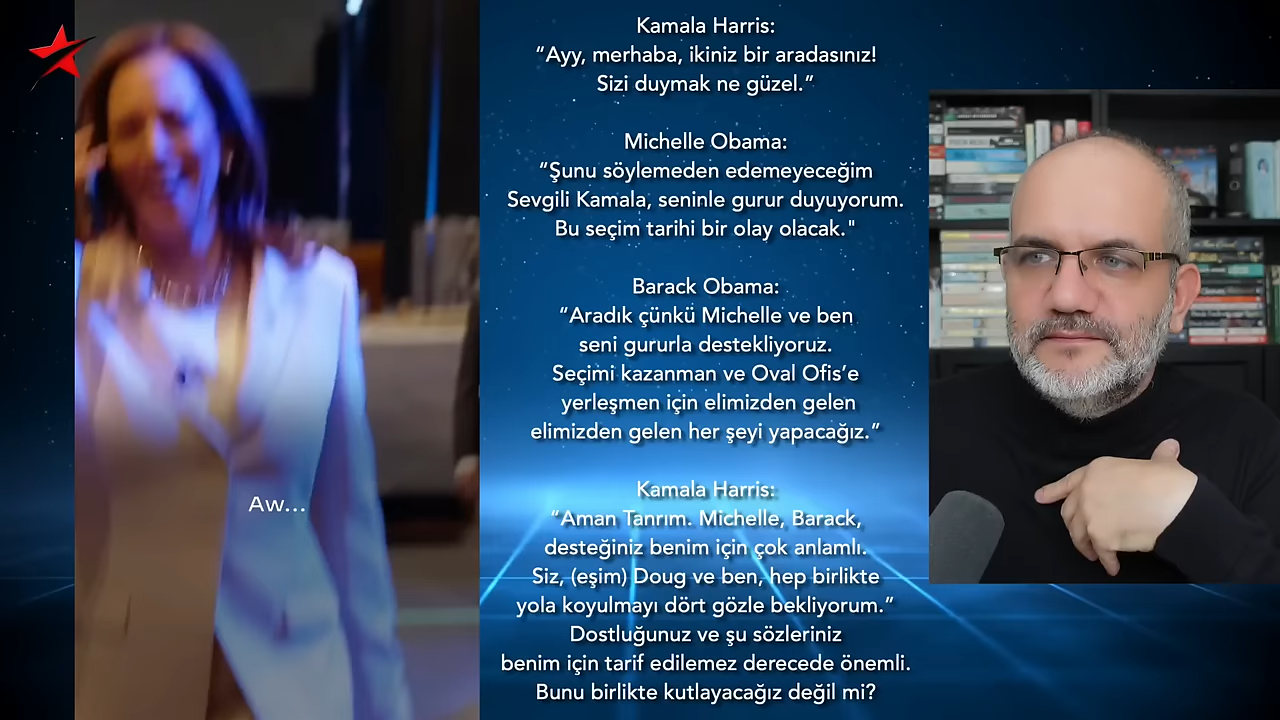 Kamala Harris:
“Ayy, merhaba, ikiniz bir aradasınız!
Sizi duymak ne güzel.”
Michelle Obama:
“Şunu söylemeden edemeyeceğim
Sevgili Kamala, seninle gurur duyuyorum.
Bu seçim tarihi bir olay olacak."
Barack Obama:
“Aradık çünkü Michelle ve ben
seni gururla destekliyoruz.
Seçimi kazanman ve Oval Ofis’e
yerleşmen için elimizden gelen
elimizden gelen her şeyi yapacağız.”
Kamala Harris:
“Aman Tanrım. Michelle, Barack,
desteğiniz benim için çok anlamlı.
Siz, (eşim) Doug ve ben, hep birlikte
yola koyulmayı dört gözle bekliyorum.”
Dostluğunuz ve şu sözleriniz
benim için tarif edilemez derecede önemli.
Bunu birlikte kutlayacağız değil mi?
Aw...